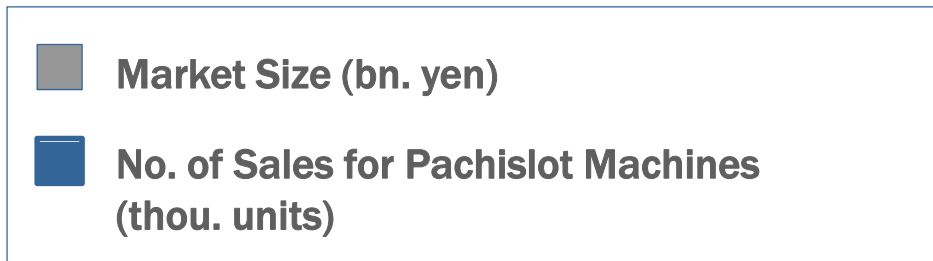 Market Size (bn. yen)
No. of Sales for Pachislot Machines
(thou. units)